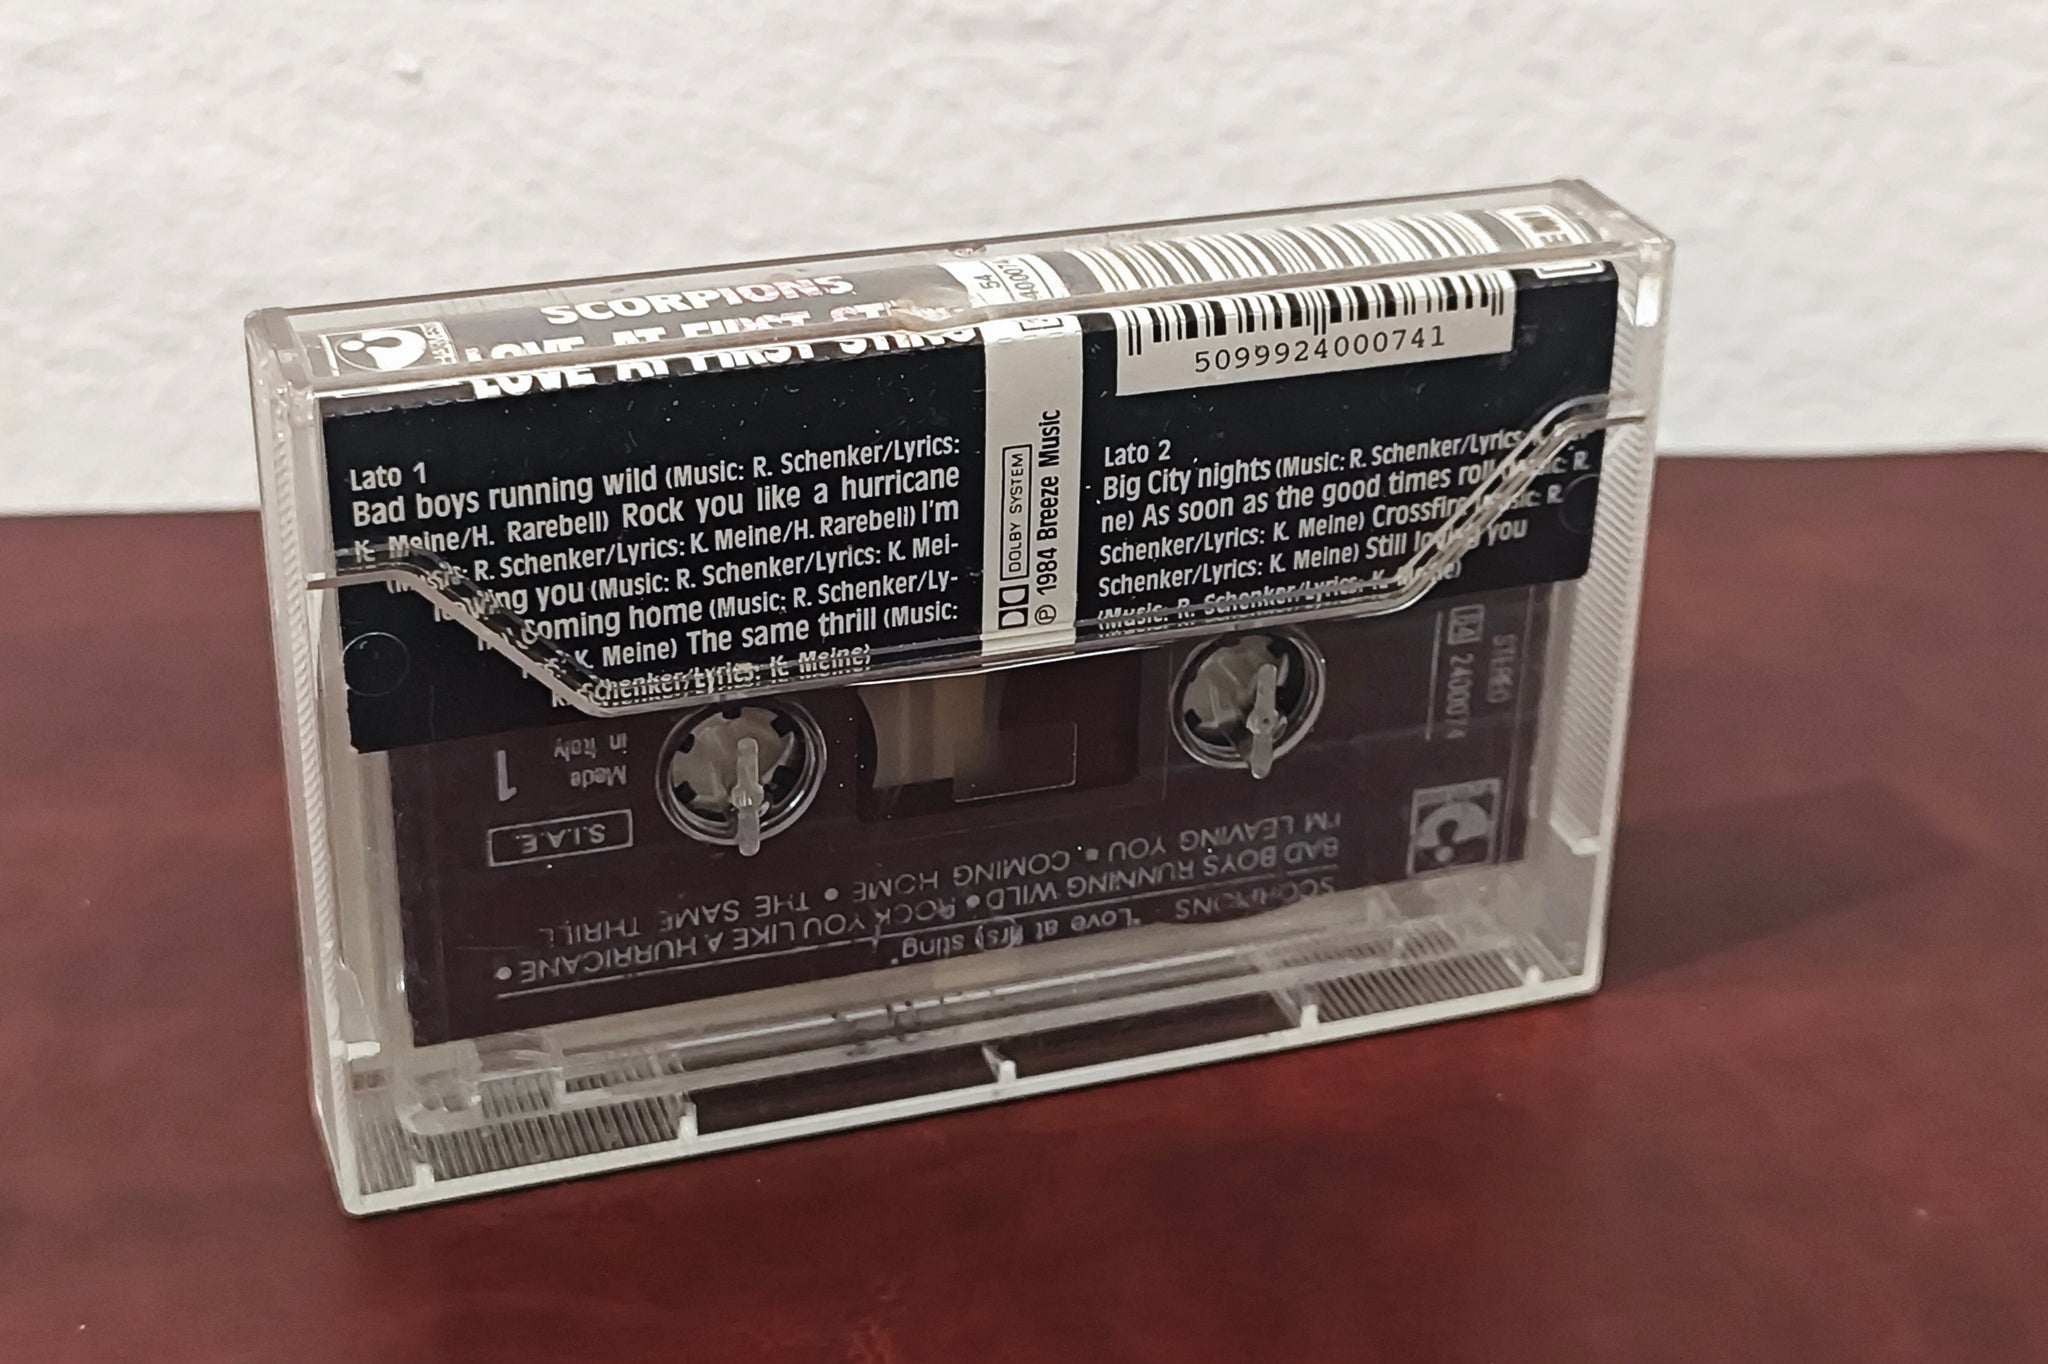 SCORPIONS
LOVE AT FIRST STING
54
400074
5099924000741
Lato 1
Bad boys running wild (Music: R. Schenker/Lyrics:
K. Meine/H. Rarebell) Rock you like a hurricane
(Music: R. Schenker/Lyrics: K. Meine/H. Rarebell) I'm
leaving you (Music: R. Schenker/Lyrics: K. Mei-
ne) Coming home (Music: R. Schenker/Ly-
rics: K. Meine) The same thrill (Music:
R. Schenker/Lyrics: K. Meine)
DOLBY SYSTEM
℗ 1984 Breeze Music
Lato 2
Big City nights (Music: R. Schenker/Lyrics: K. Mei-
ne) As soon as the good times roll (Music: R.
Schenker/Lyrics: K. Meine) Crossfire (Music: R.
Schenker/Lyrics: K. Meine) Still loving you
(Music: R. Schenker/Lyrics: K. Meine)
STEREO
54 2400074
Made
in Italy
1
S.I.A.E.
SCORPIONS "Love at first sting"
BAD BOYS RUNNING WILD • ROCK YOU LIKE A HURRICANE •
I'M LEAVING YOU • COMING HOME • THE SAME THRILL